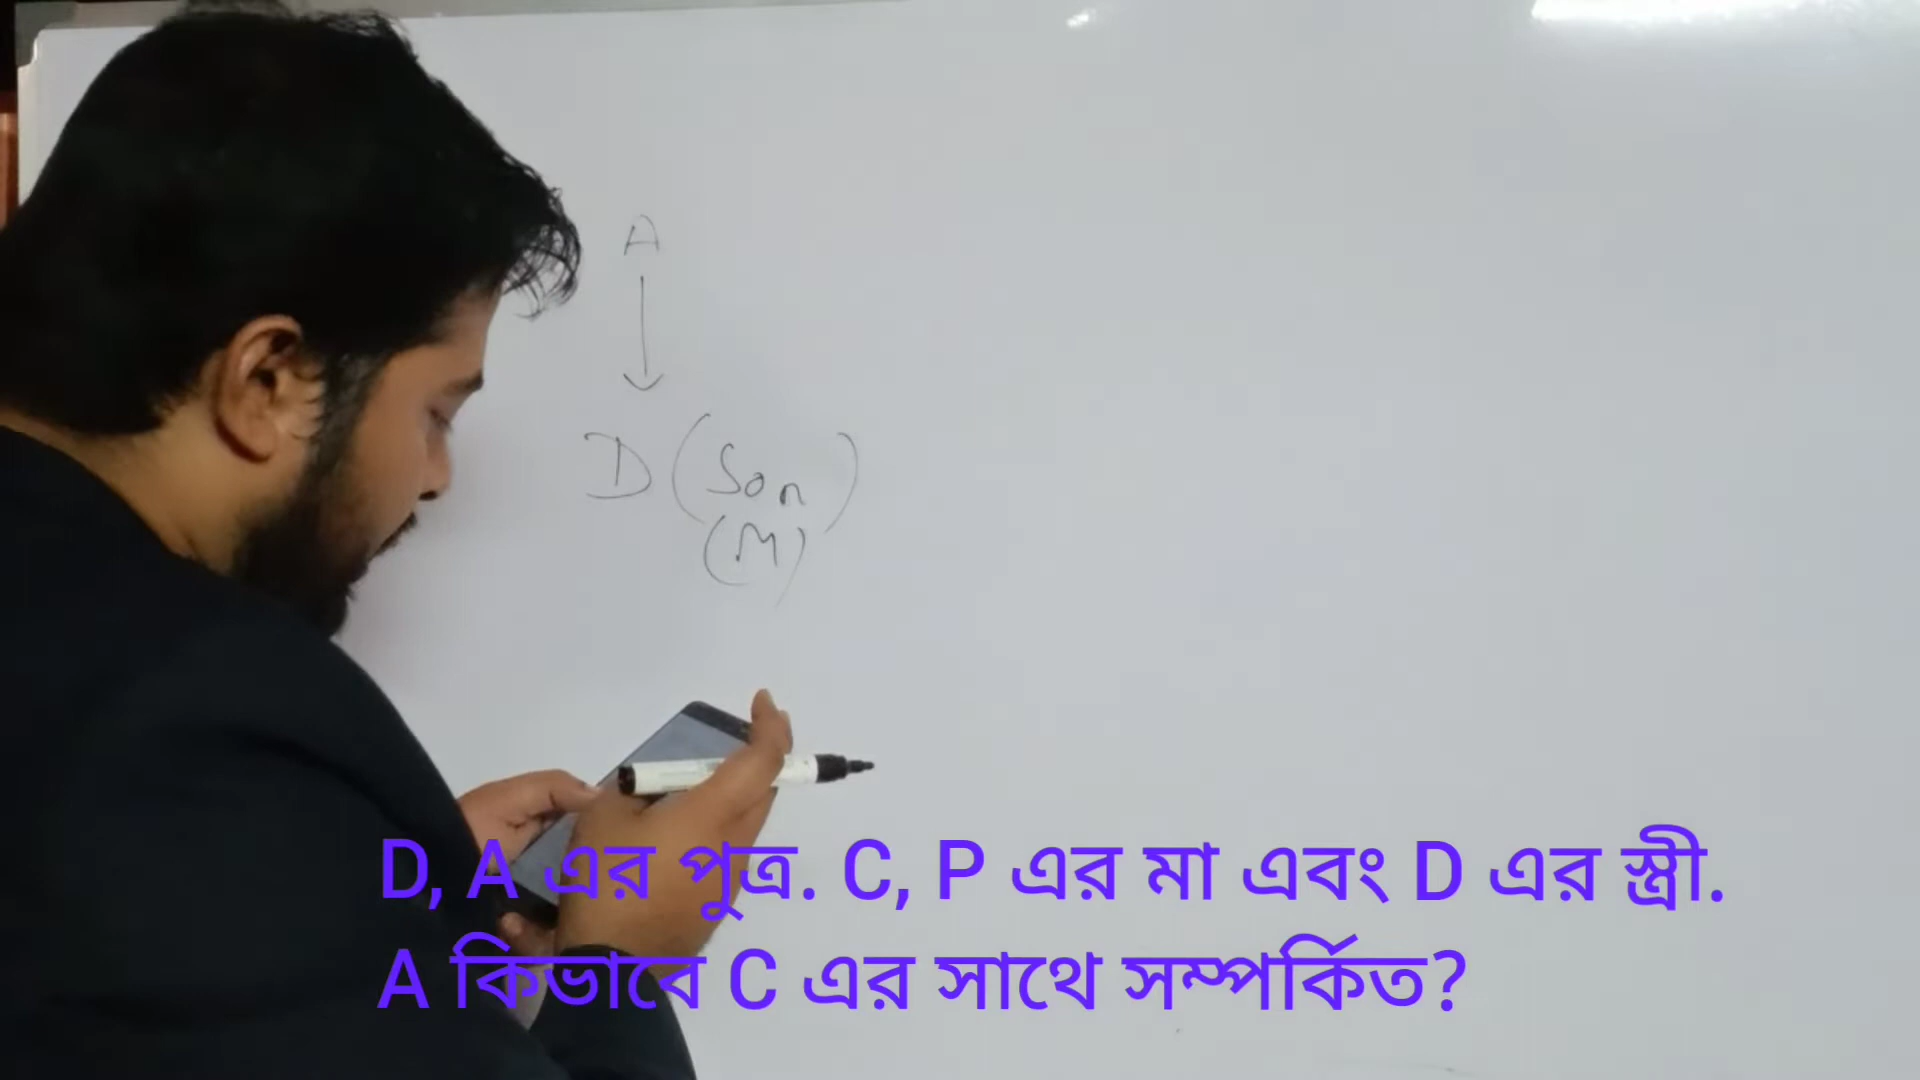 A
D (Son)
(M)
D, A এর পুত্র. C, P এর মা এবং D এর স্ত্রী.
A কিভাবে C এর সাথে সম্পর্কিত?